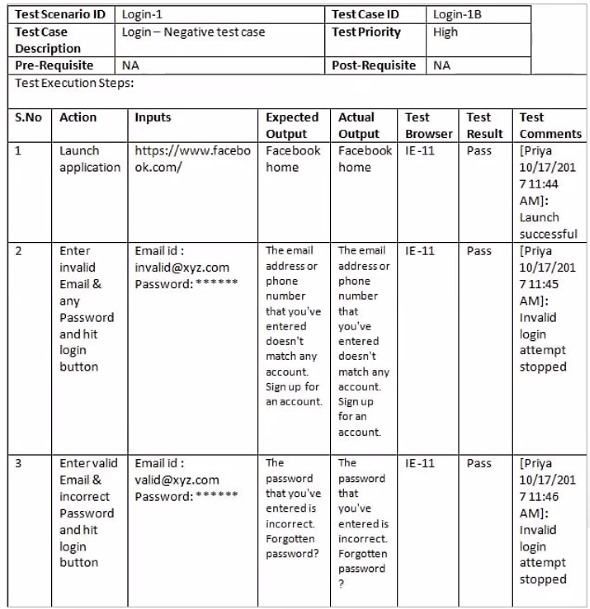 Test Scenario ID Login-1 Test Case ID Login-1B
Test Case Description Login – Negative test case Test Priority High
Pre-Requisite NA Post-Requisite NA
Test Execution Steps:
S.No Action Inputs Expected Output Actual Output Test Browser Test Result Test Comments
1
Launch
application
https://www.facebo
ok.com/
Facebook
home
Facebook
home
IE-11
Pass
[Priya
10/17/201
7 11:44
AM]:
Launch
successful
2
Enter
invalid
Email &
any
Password
and hit
login
button
Email id :
invalid@xyz.com
Password: ******
The email
address or
phone
number
that you've
entered
doesn't
match any
account.
Sign up for
an account.
The email
address or
phone
number
that
you've
entered
doesn't
match any
account.
Sign up
for an
account.
IE-11
Pass
[Priya
10/17/201
7 11:45
AM]:
Invalid
login
attempt
stopped
3
Enter valid
Email &
incorrect
Password
and hit
login
button
Email id :
valid@xyz.com
Password: ******
The
password
that you've
entered is
incorrect.
Forgotten
password?
The
password
that
you've
entered is
incorrect.
Forgotten
password
?
IE-11
Pass
[Priya
10/17/201
7 11:46
AM]:
Invalid
login
attempt
stopped